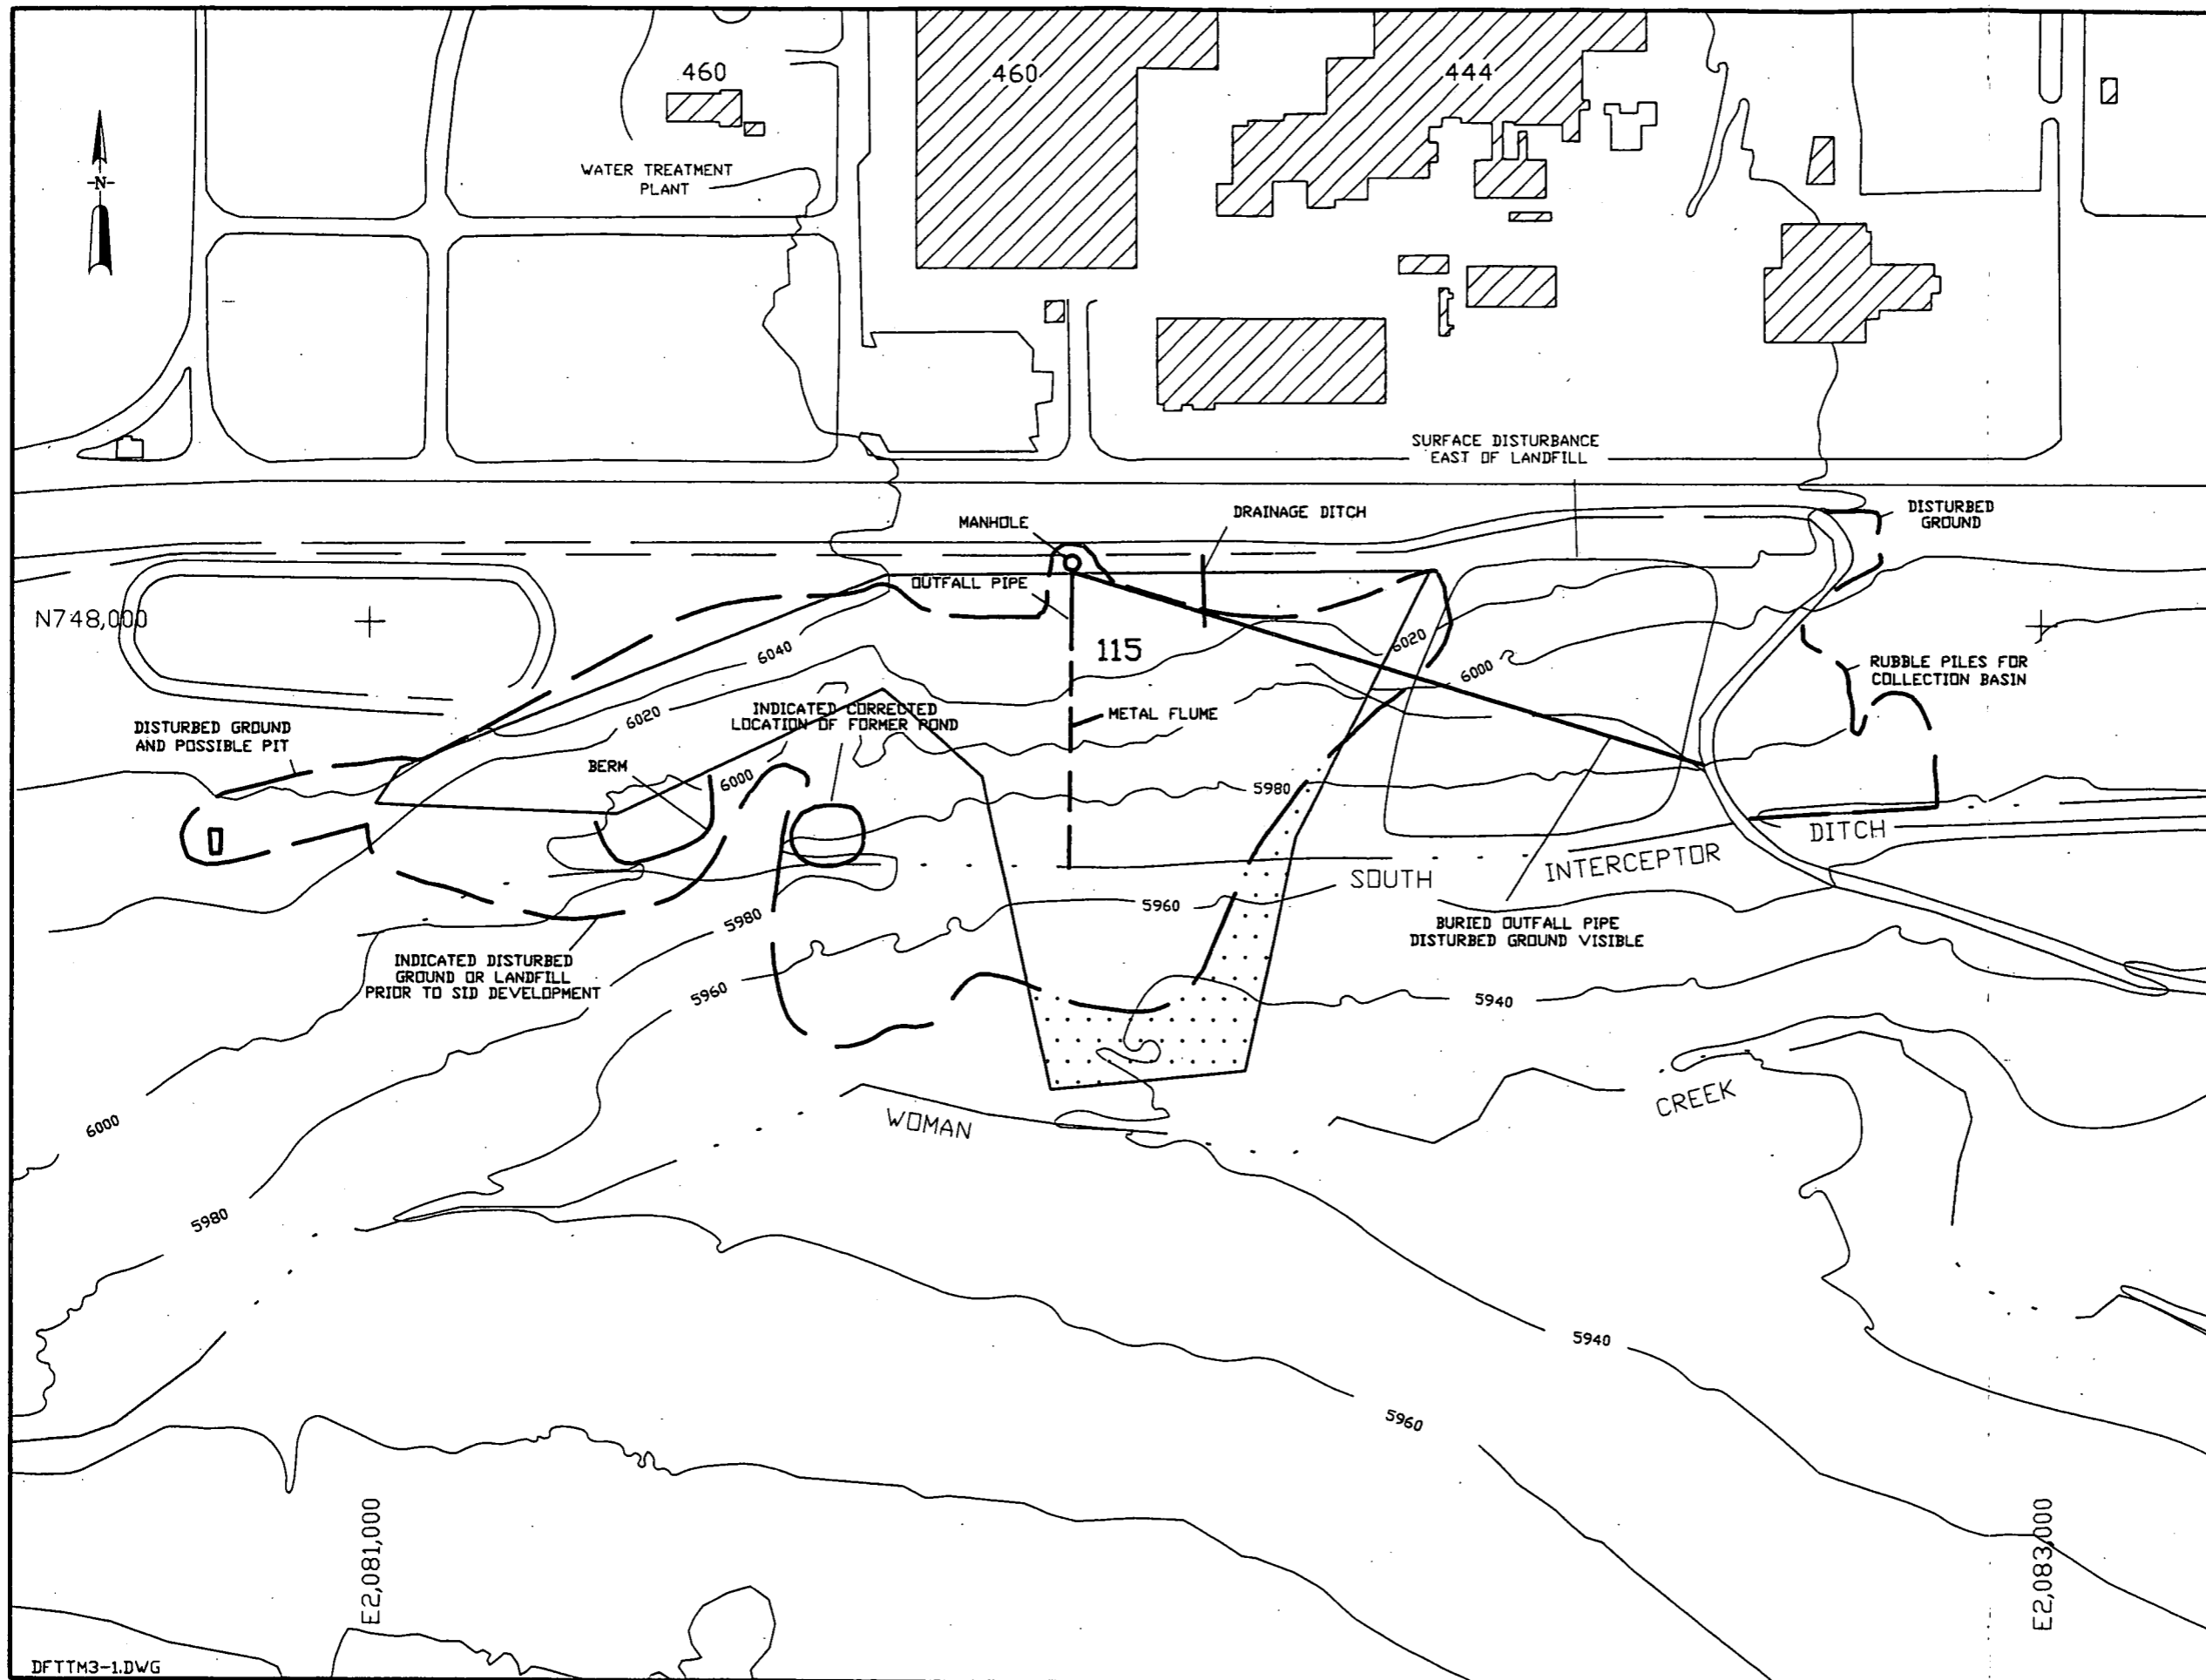 460
460
444
-N-
WATER TREATMENT
PLANT
SURFACE DISTURBANCE
EAST OF LANDFILL
MANHOLE
DRAINAGE DITCH
DISTURBED
GROUND
OUTFALL PIPE
N748,000
6040
115
6020
6000
RUBBLE PILES FOR
COLLECTION BASIN
6020
INDICATED CORRECTED
LOCATION OF FORMER POND
METAL FLUME
DISTURBED GROUND
AND POSSIBLE PIT
BERM
6000
5980
DITCH
INTERCEPTOR
SOUTH
5960
5980
BURIED OUTFALL PIPE
DISTURBED GROUND VISIBLE
INDICATED DISTURBED
GROUND OR LANDFILL
PRIOR TO SID DEVELOPMENT
5960
5940
CREEK
WOMAN
6000
5980
5940
5960
E2,081,000
E2,083,000
DFTTM3-1.DWG